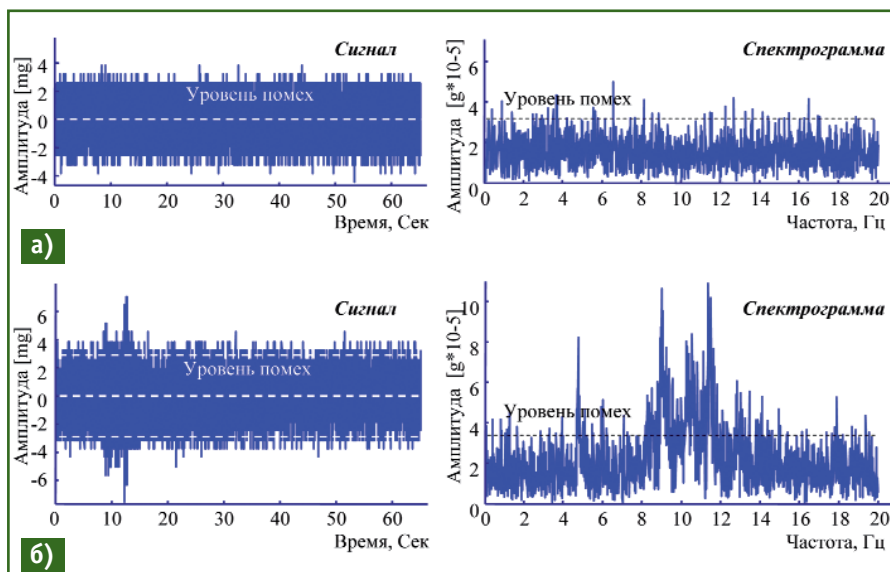 Сигнал
Амплитуда [mg]
4
2
0
-2
-4
Уровень помех
0 10 20 30 40 50 60
Время, Сек
Спектрограмма
Амплитуда [g*10-5]
6
4
2
0
Уровень помех
0 2 4 6 8 10 12 14 16 18 20
Частота, Гц
а)
Сигнал
Амплитуда [mg]
6
4
2
0
-2
-4
-6
Уровень помех
0 10 20 30 40 50 60
Время, Сек
Спектрограмма
Амплитуда [g*10-5]
10
8
6
4
2
0
Уровень помех
0 2 4 6 8 10 12 14 16 18 20
Частота, Гц
б)